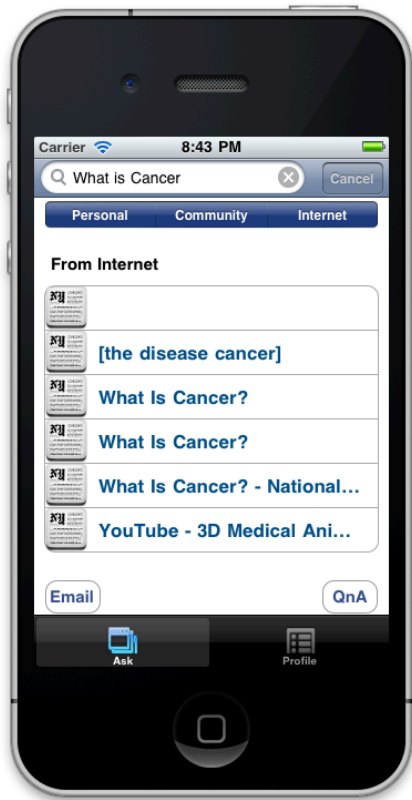 Carrier 8:43 PM
What is Cancer Cancel
Personal Community Internet
From Internet
[the disease cancer]
What Is Cancer?
What Is Cancer?
What Is Cancer? - National...
YouTube - 3D Medical Ani...
Email QnA
Ask Profile